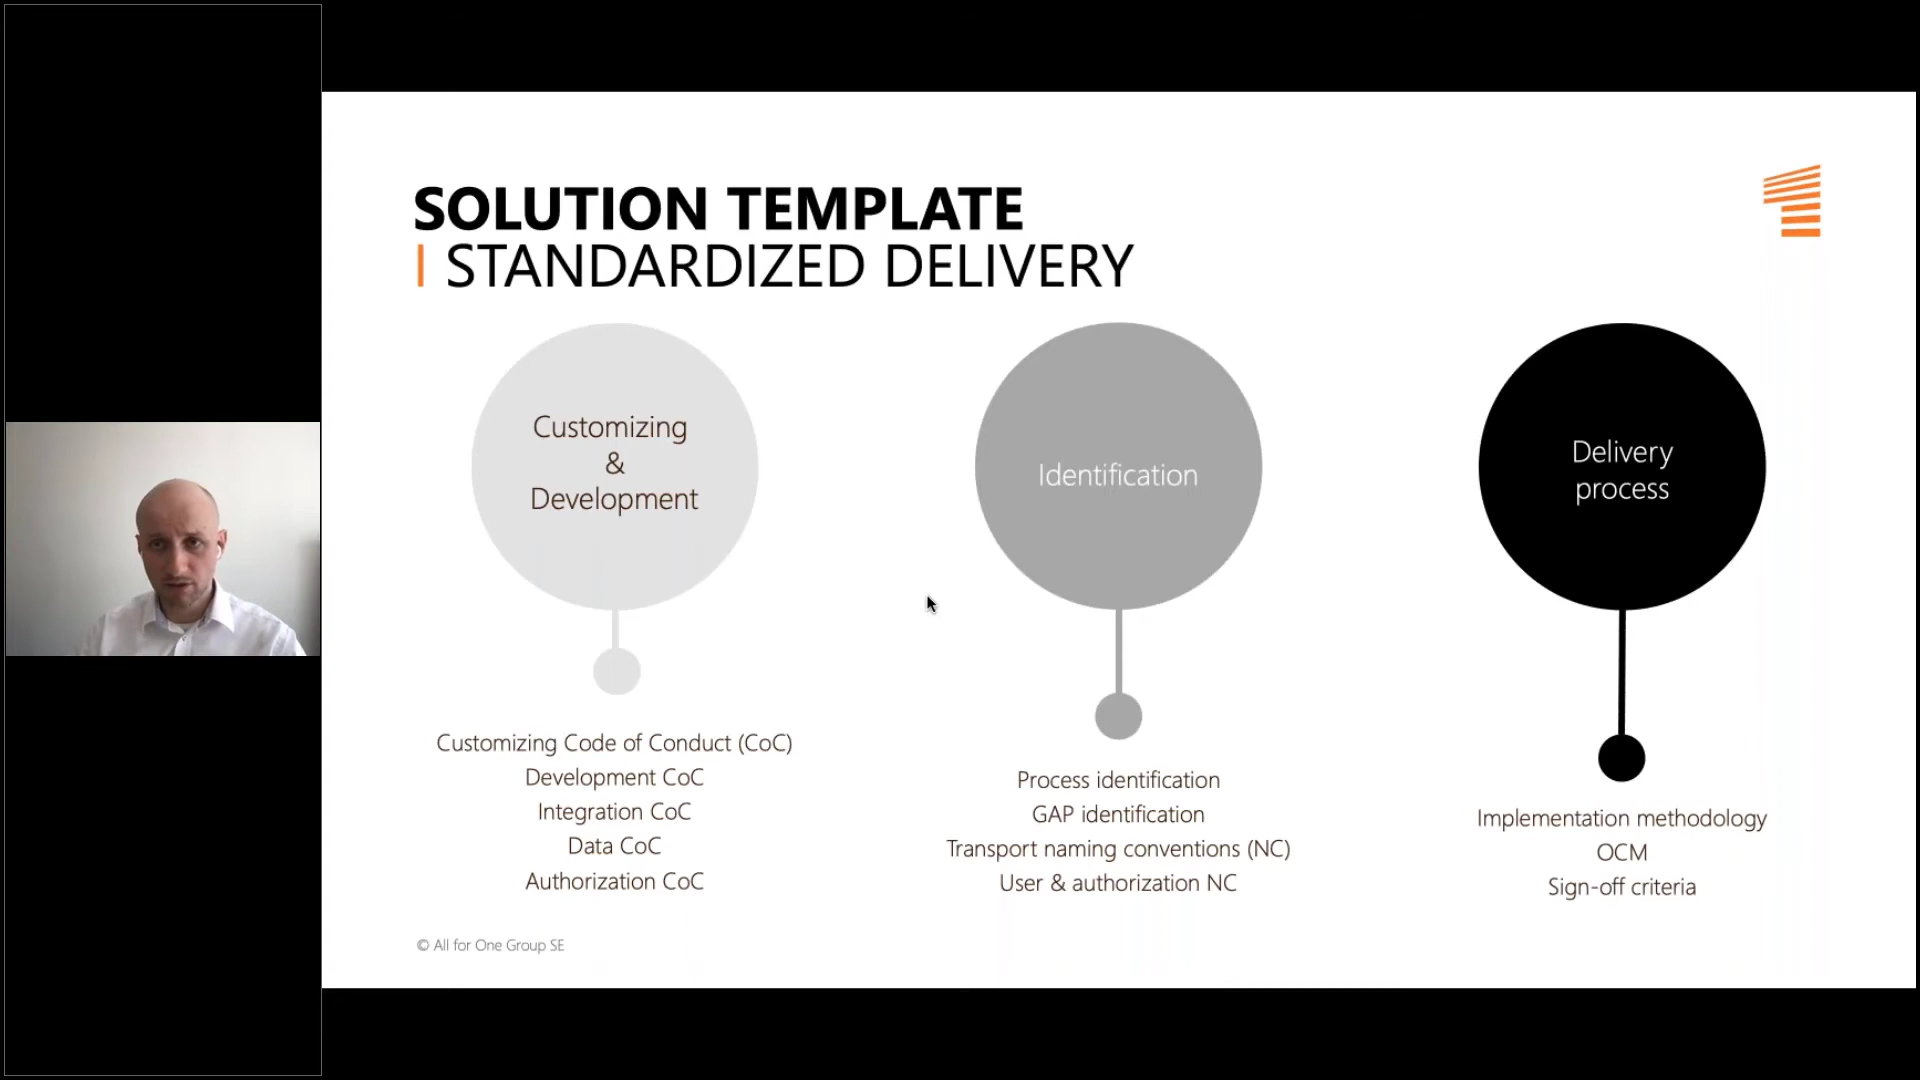 SOLUTION TEMPLATE
| STANDARDIZED DELIVERY
Customizing
&
Development
Customizing Code of Conduct (CoC)
Development CoC
Integration CoC
Data CoC
Authorization CoC
Identification
Process identification
GAP identification
Transport naming conventions (NC)
User & authorization NC
Delivery
process
Implementation methodology
OCM
Sign-off criteria
© All for One Group SE